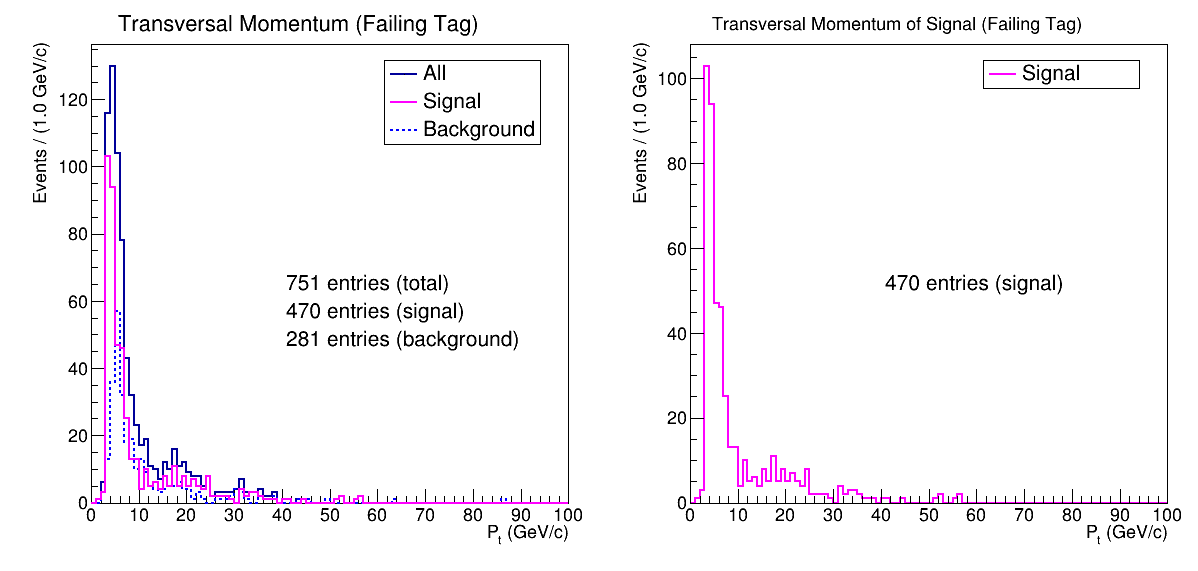 Transversal Momentum (Failing Tag)
Events / (1.0 GeV/c)
120
100
80
60
40
20
0
All
Signal
Background
751 entries (total)
470 entries (signal)
281 entries (background)
0 10 20 30 40 50 60 70 80 90 100
Pt (GeV/c)
Transversal Momentum of Signal (Failing Tag)
Events / (1.0 GeV/c)
100
80
60
40
20
0
Signal
470 entries (signal)
0 10 20 30 40 50 60 70 80 90 100
Pt (GeV/c)